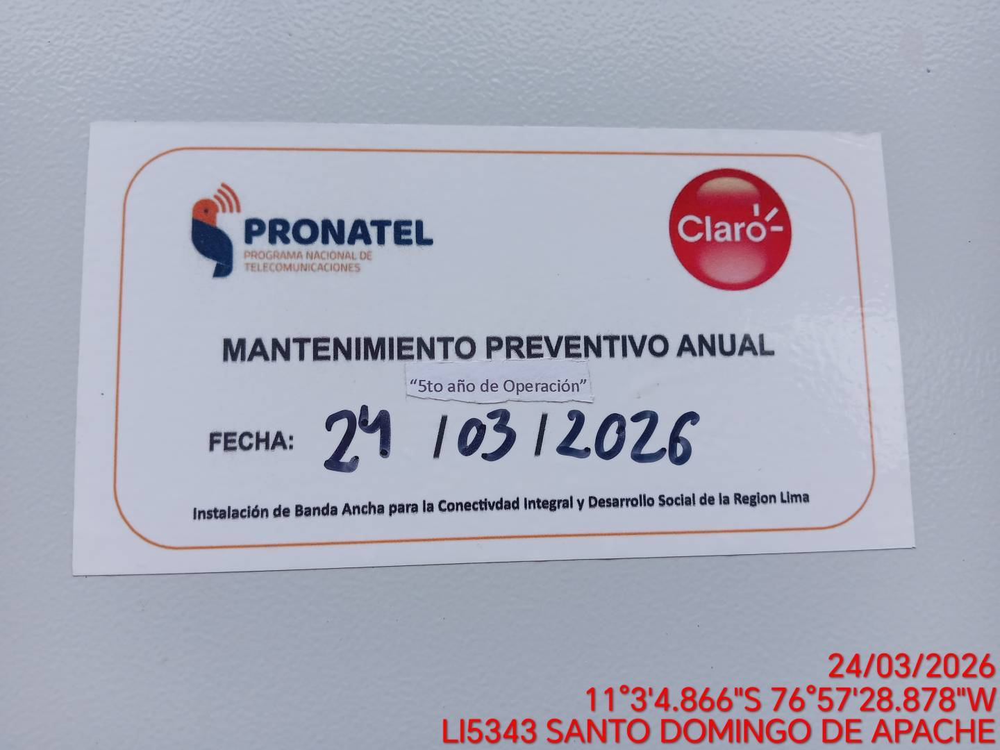 PRONATEL
PROGRAMA NACIONAL DE
TELECOMUNICACIONES
Claro
MANTENIMIENTO PREVENTIVO ANUAL
“5to año de Operación”
FECHA: 24 / 03 / 2026
Instalación de Banda Ancha para la Conectivdad Integral y Desarrollo Social de la Region Lima
24/03/2026
11°3'4.866"S 76°57'28.878"W
LI5343 SANTO DOMINGO DE APACHE